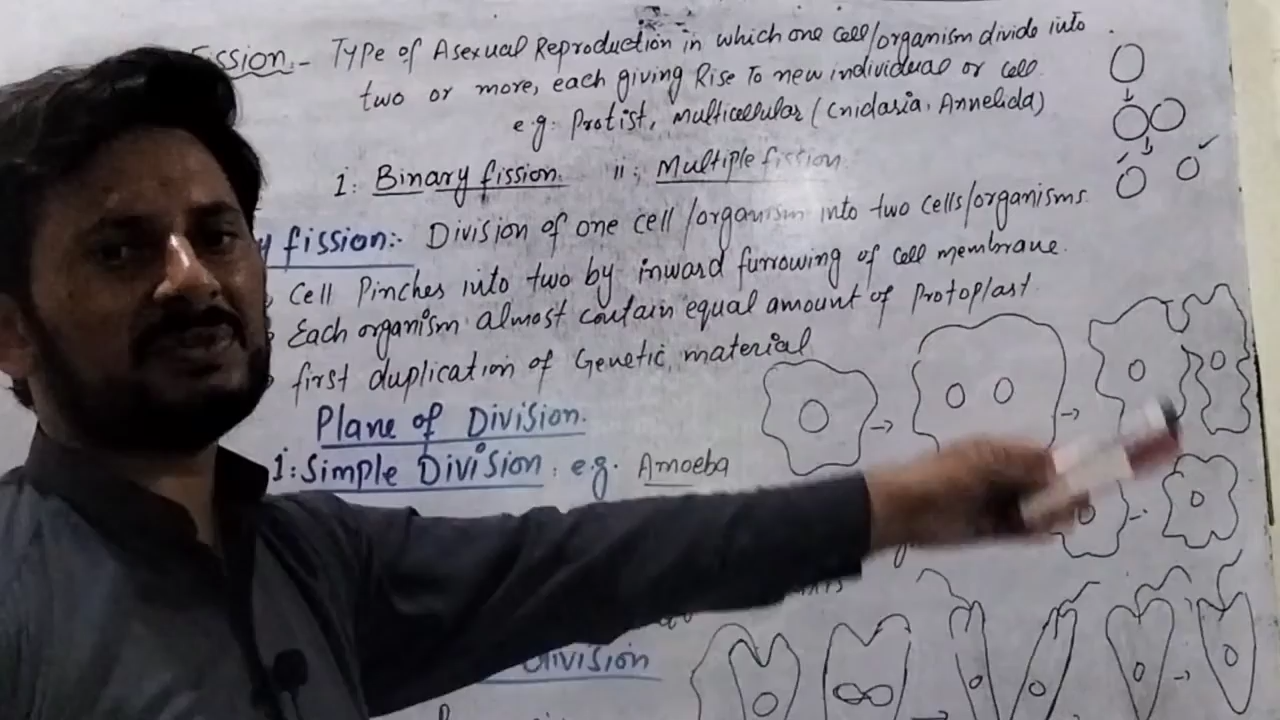 Fission:- Type of Asexual Reproduction in which one cell/organism divide into
two or more, each giving Rise To new individual or cell.
e.g: Protist, multicellular (Cnidaria, Annelida)
i: Binary fission ii: Multiple fission
y fission:- Division of one cell/organism into two cells/organisms.
Cell Pinches into two by inward furrowing of cell membrane.
Each organism almost contain equal amount of Protoplast.
first duplication of Genetic material
Plane of Division.
1: Simple Division: e.g. Amoeba
division